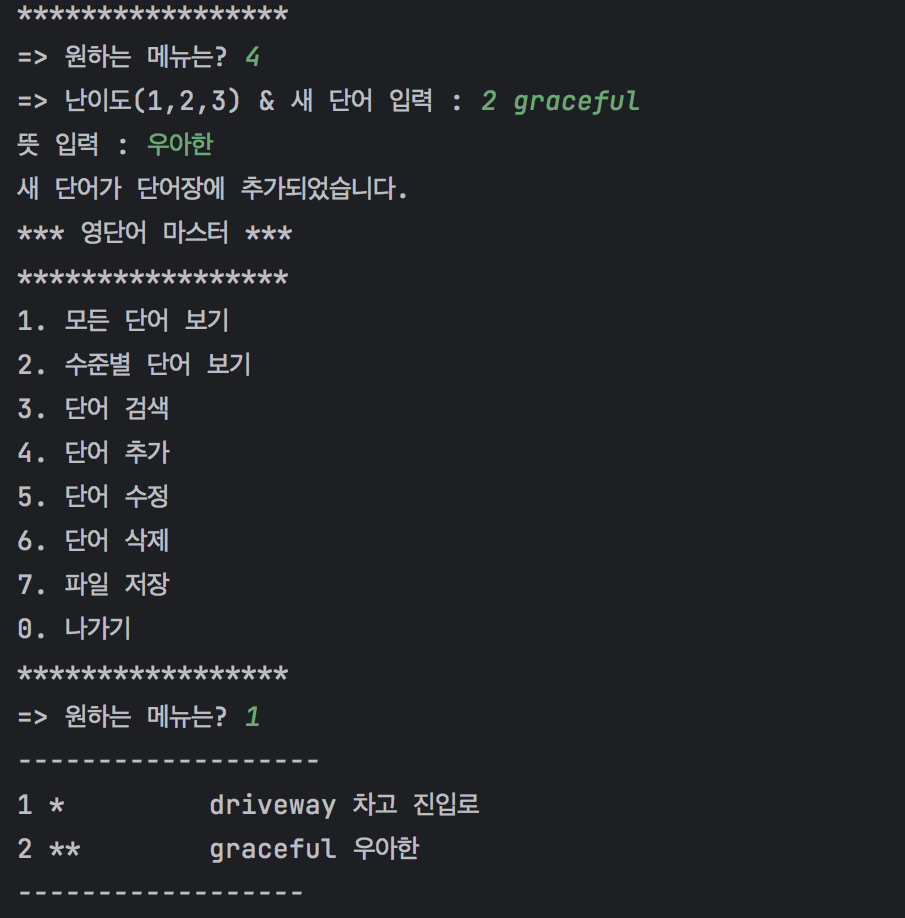 *****************
=> 원하는 메뉴는? 4
=> 난이도(1,2,3) & 새 단어 입력 : 2 graceful
뜻 입력 : 우아한
새 단어가 단어장에 추가되었습니다.
*** 영단어 마스터 ***
*****************
1. 모든 단어 보기
2. 수준별 단어 보기
3. 단어 검색
4. 단어 추가
5. 단어 수정
6. 단어 삭제
7. 파일 저장
0. 나가기
*****************
=> 원하는 메뉴는? 1
-------------------
1 *         driveway 차고 진입로
2 **        graceful 우아한
------------------